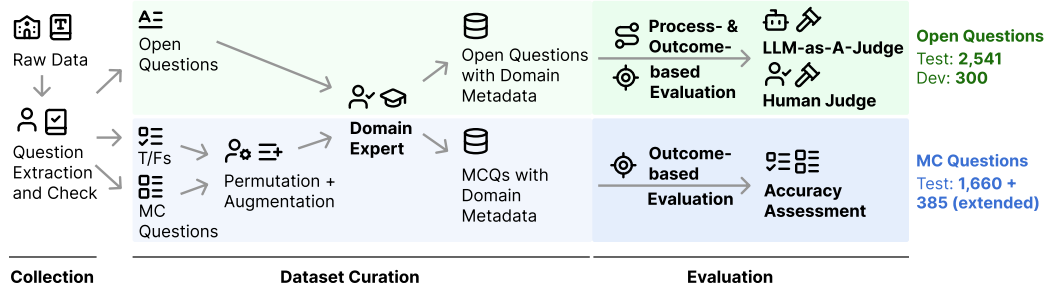 Raw Data
Question
Extraction
and Check
Open
Questions
T/Fs
MC
Questions
Permutation +
Augmentation
Domain
Expert
Open Questions
with Domain
Metadata
MCQs with
Domain
Metadata
Process- &
Outcome-
based
Evaluation
LLM-as-A-Judge
Human Judge
Outcome-
based
Evaluation
Accuracy
Assessment
Open Questions
Test: 2,541
Dev: 300
MC Questions
Test: 1,660 +
385 (extended)
Collection
Dataset Curation
Evaluation